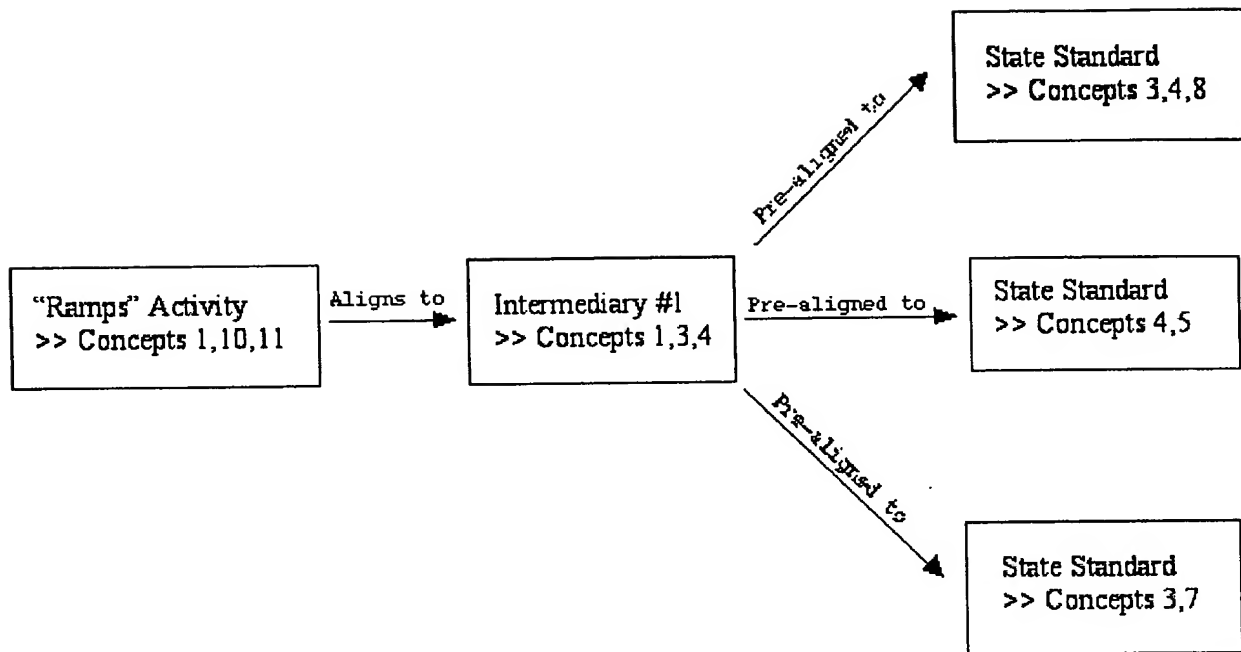 State Standard
>> Concepts 3,4,8
Pre-aligned to
"Ramps" Activity
>> Concepts 1,10,11
Aligns to
Intermediary #1
>> Concepts 1,3,4
Pre-aligned to
State Standard
>> Concepts 4,5
Pre-aligned to
State Standard
>> Concepts 3,7